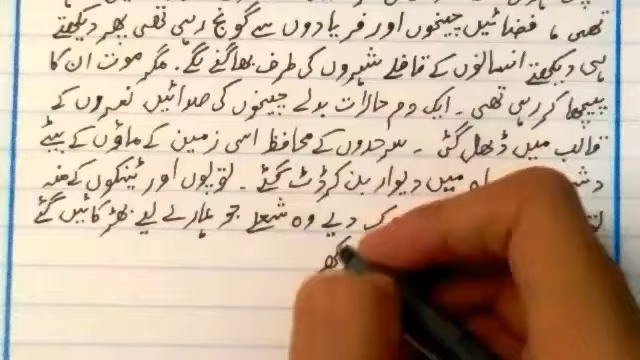 تھی، فضائیں چیخوں اور فریادوں سے گونج رہی تھی پھر دیکھتے
ہی دیکھتے انسانوں کے قافلے شہروں کی طرف بھاگنے لگے۔ مگر موت ان کا
پیچھا کر رہی تھی۔ ایک دم حالات بدلے چیخوں کی صدائیں نعروں کے
قالب میں ڈھل گئی۔ سرحدوں کے محافظ اسی زمین کے ماؤں کے بیٹے
میں دیوار بن کر ڈٹ گئے۔ توپوں اور ٹینکوں کے منہ
دیے وہ شعلے جو ہمارے لیے بھڑکائیں گئے